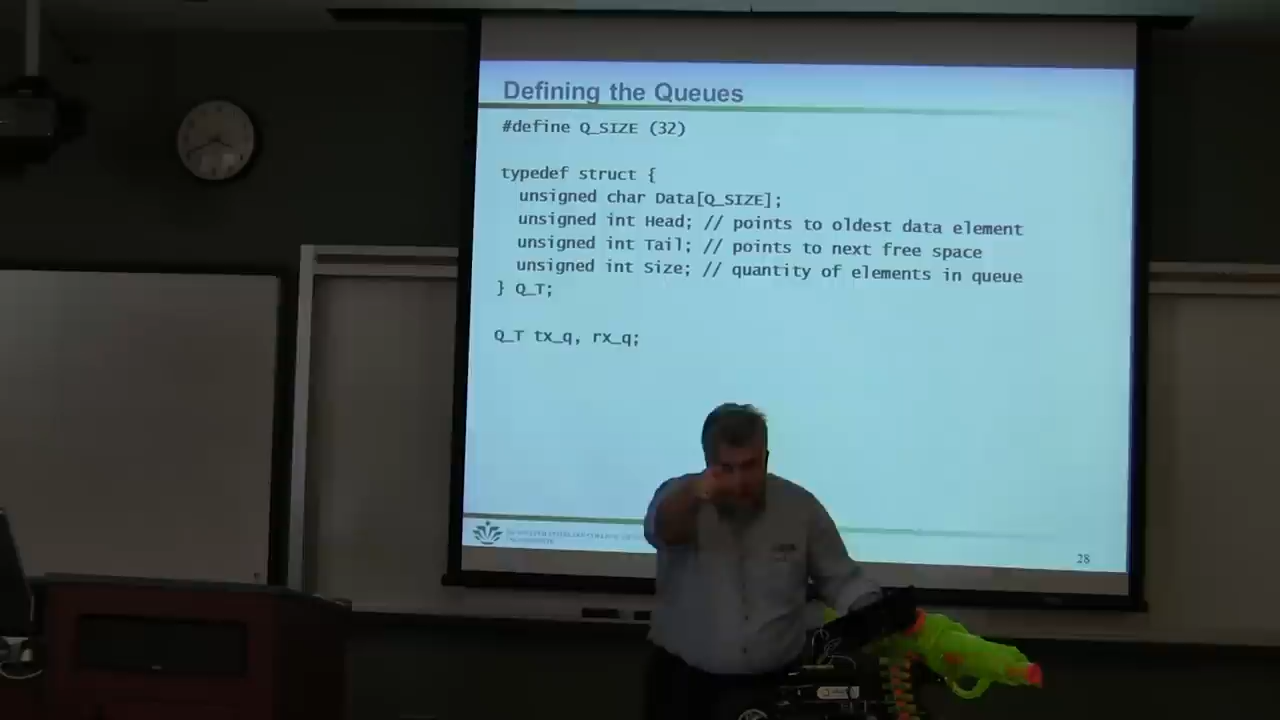 Defining the Queues
#define Q_SIZE (32)
typedef struct {
unsigned char Data[Q_SIZE];
unsigned int Head; // points to oldest data element
unsigned int Tail; // points to next free space
unsigned int Size; // quantity of elements in queue
} Q_T;
Q_T tx_q, rx_q;
28